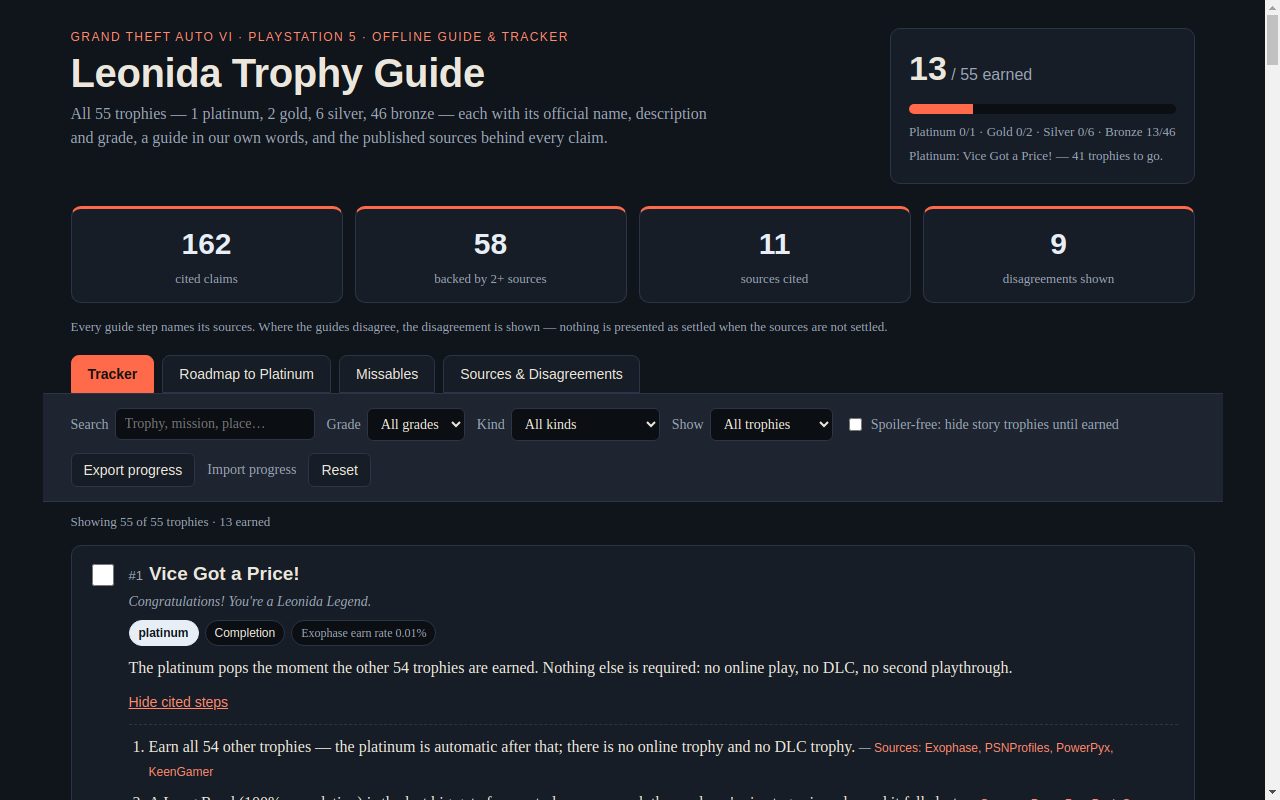 GRAND THEFT AUTO VI · PLAYSTATION 5 · OFFLINE GUIDE & TRACKER
Leonida Trophy Guide
All 55 trophies — 1 platinum, 2 gold, 6 silver, 46 bronze — each with its official name, description
and grade, a guide in our own words, and the published sources behind every claim.
13 / 55 earned
Platinum 0/1 · Gold 0/2 · Silver 0/6 · Bronze 13/46
Platinum: Vice Got a Price! — 41 trophies to go.
162
cited claims
58
backed by 2+ sources
11
sources cited
9
disagreements shown
Every guide step names its sources. Where the guides disagree, the disagreement is shown — nothing is presented as settled when the sources are not settled.
Tracker
Roadmap to Platinum
Missables
Sources & Disagreements
Search Trophy, mission, place… Grade All grades Kind All kinds Show All trophies Spoiler-free: hide story trophies until earned
Export progress Import progress Reset
Showing 55 of 55 trophies · 13 earned
#1 Vice Got a Price!
Congratulations! You're a Leonida Legend.
platinum Completion Exophase earn rate 0.01%
The platinum pops the moment the other 54 trophies are earned. Nothing else is required: no online play, no DLC, no second playthrough.
Hide cited steps
1. Earn all 54 other trophies — the platinum is automatic after that; there is no online trophy and no DLC trophy. — Sources: Exophase, PSNProfiles, PowerPyx,
KeenGamer